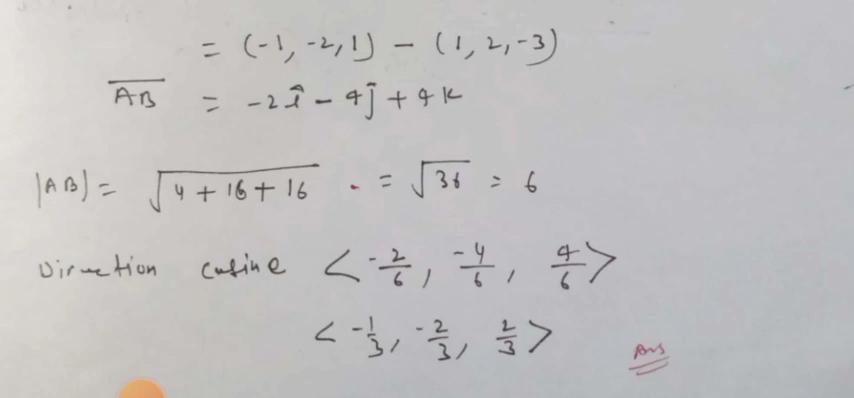 = (-1, -2, 1) - (1, 2, -3)
AB = -2î - 4ĵ + 4k
|AB| = √4 + 16 + 16 . = √36 = 6
Direction cosine < -2/6, -4/6, 4/6 >
< -1/3, -2/3, 2/3 >
Ans